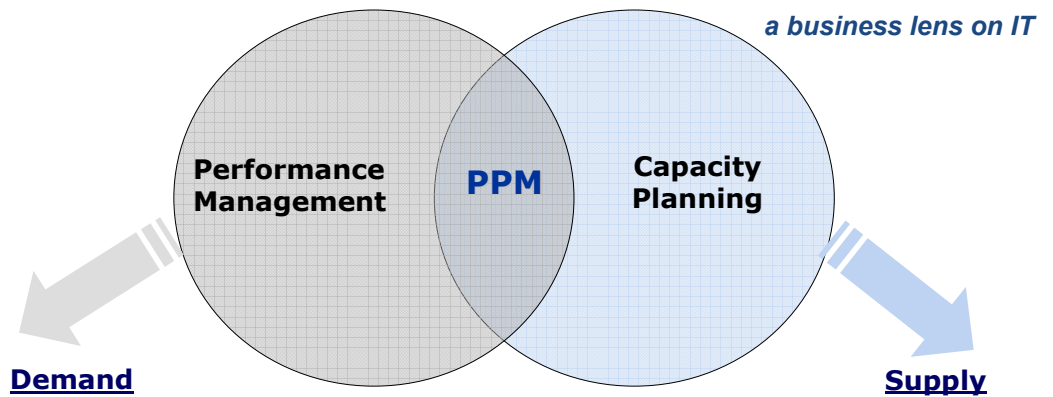 a business lens on IT
Performance
Management
PPM
Capacity
Planning
Demand
Supply